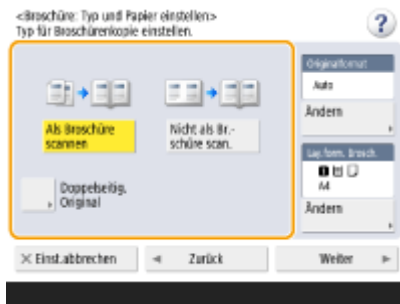 <Broschüre: Typ und Papier einstellen>
Typ für Broschürenkopie einstellen.
?
Originalformat
Auto
Ändern
Als Broschüre
scannen
Nicht als Br.-
schüre scan.
Lay.form. Brosch.
A4
Ändern
Doppelseitig.
Original
× Einst.abbrechen
Zurück
Weiter